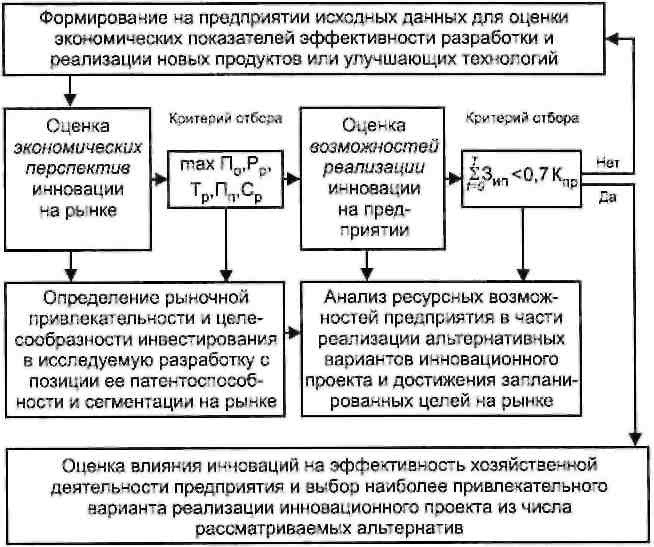 Формирование на предприятии исходных данных для оценки
экономических показателей эффективности разработки и
реализации новых продуктов или улучшающих технологий
Оценка
экономических
перспектив
инновации
на рынке
Критерий отбора
max По,Рр,
Тр,Пп,Ср
Оценка
возможностей
реализации
инновации
на пред-
приятии
Критерий отбора
T
∑Зип<0,7Кпр
t=0
Нет
Да
Определение рыночной
привлекательности и целе-
сообразности инвестирования
в исследуемую разработку с
позиции ее патентоспособ-
ности и сегментации на рынке
Анализ ресурсных возмож-
ностей предприятия в части
реализации альтернативных
вариантов инновационного
проекта и достижения заплани-
рованных целей на рынке
Оценка влияния инноваций на эффективность хозяйственной
деятельности предприятия и выбор наиболее привлекательного
варианта реализации инновационного проекта из числа
рассматриваемых альтернатив